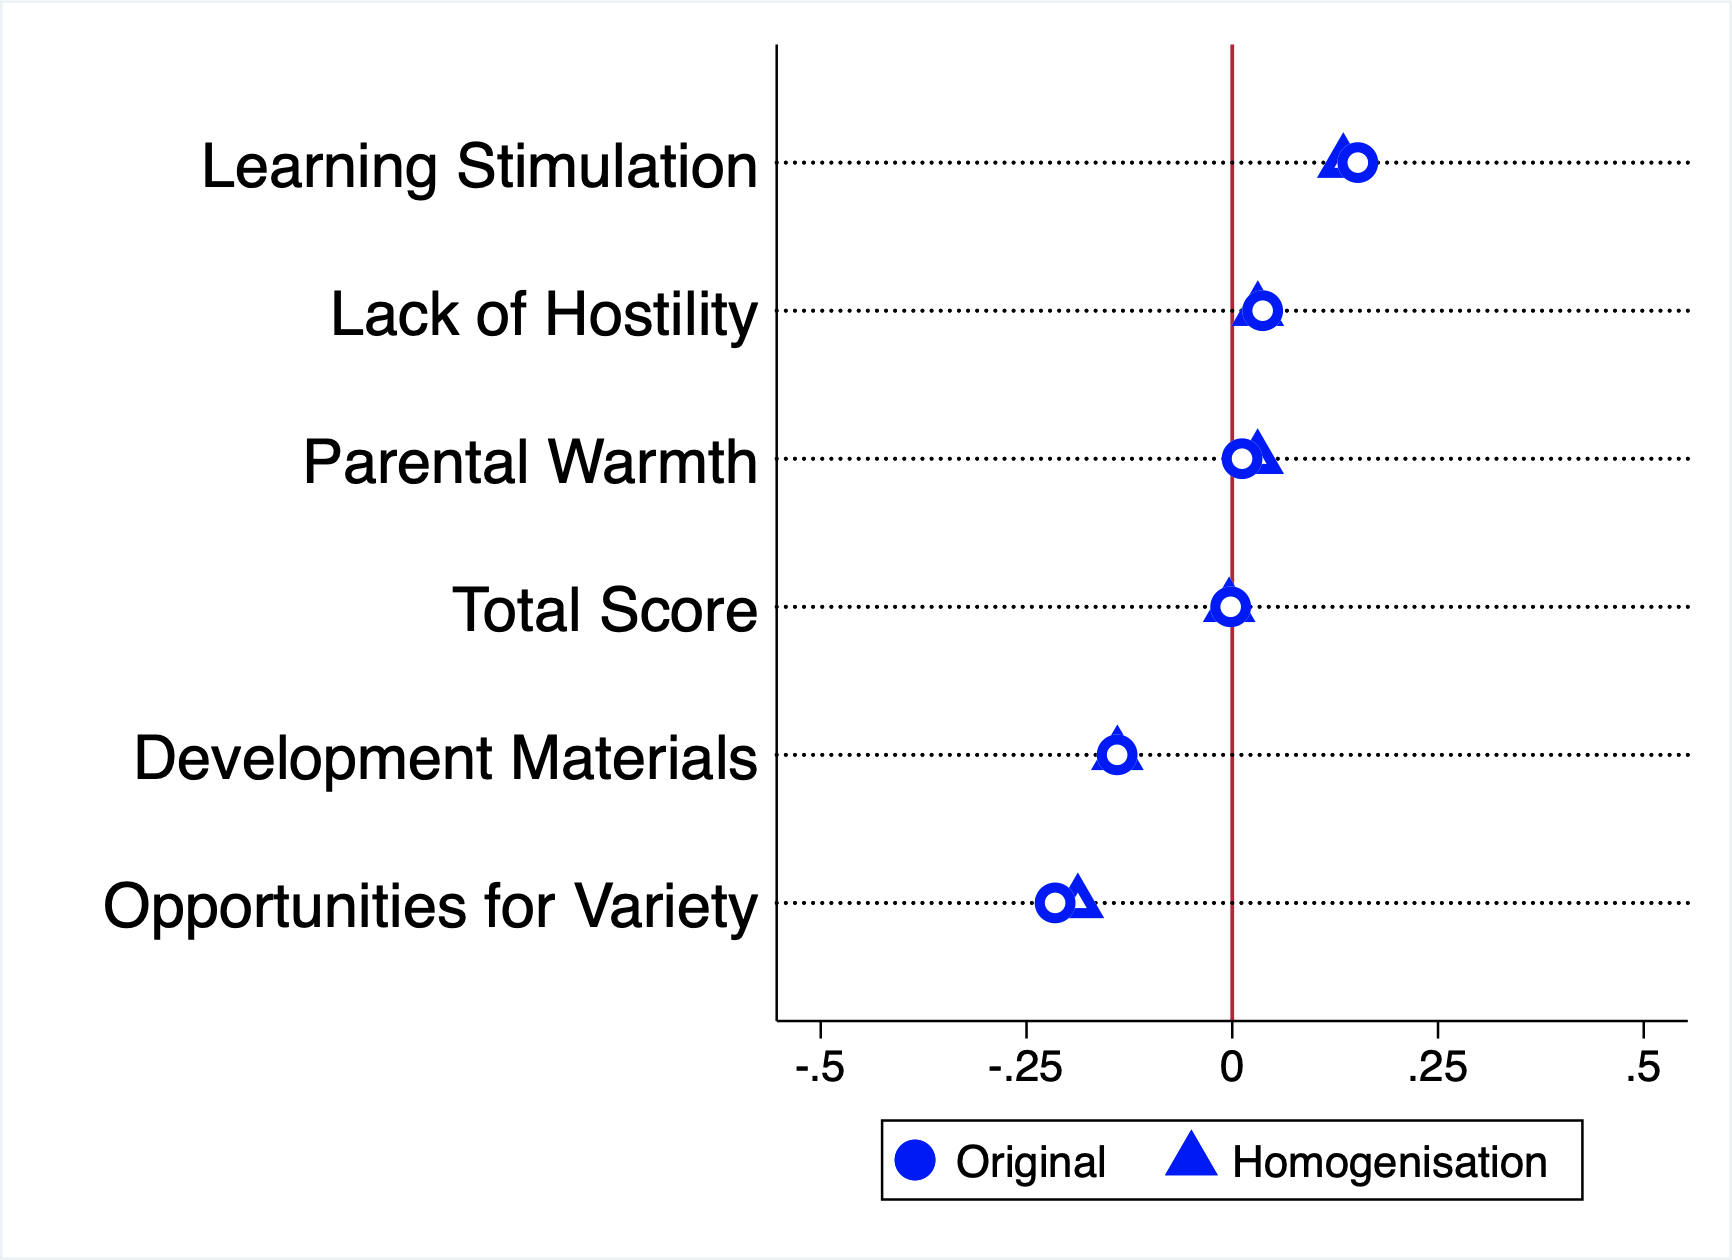 Learning Stimulation
Lack of Hostility
Parental Warmth
Total Score
Development Materials
Opportunities for Variety
-.5 -.25 0 .25 .5
Original Homogenisation